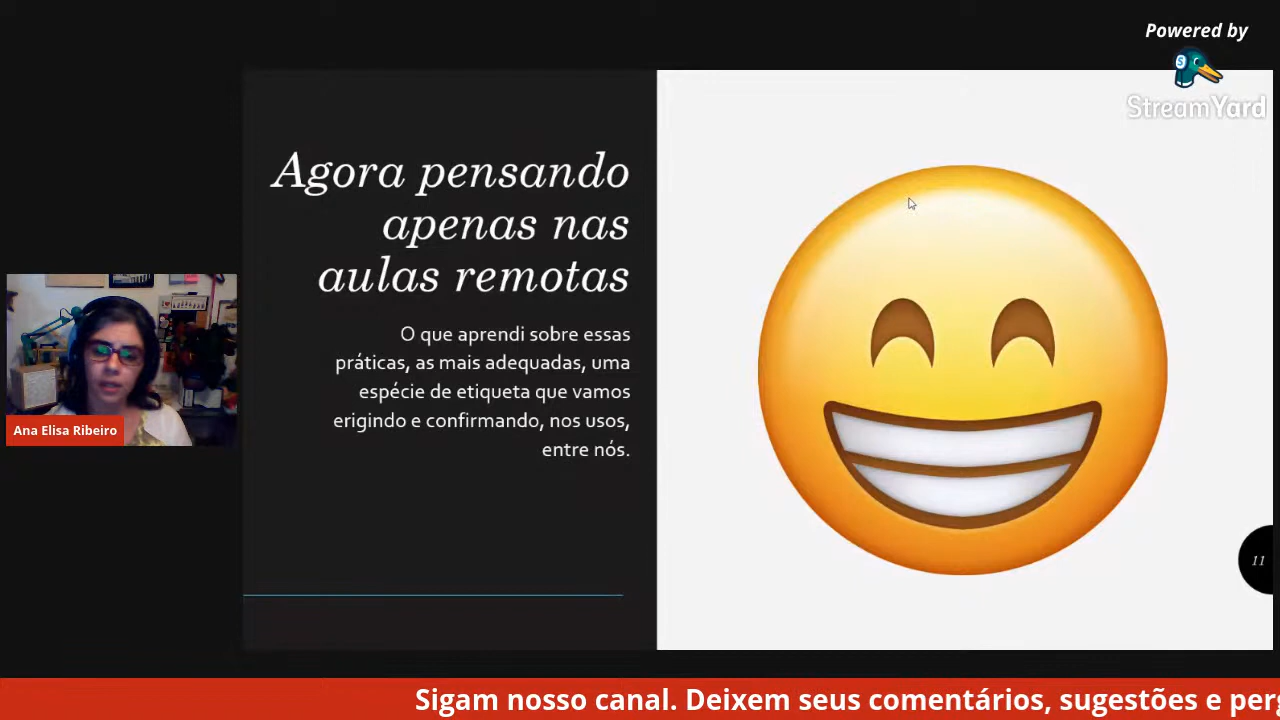 Powered by
StreamYard
Agora pensando
apenas nas
aulas remotas
O que aprendi sobre essas
práticas, as mais adequadas, uma
espécie de etiqueta que vamos
erigindo e confirmando, nos usos,
entre nós.
Ana Elisa Ribeiro
11
Sigam nosso canal. Deixem seus comentários, sugestões e perg